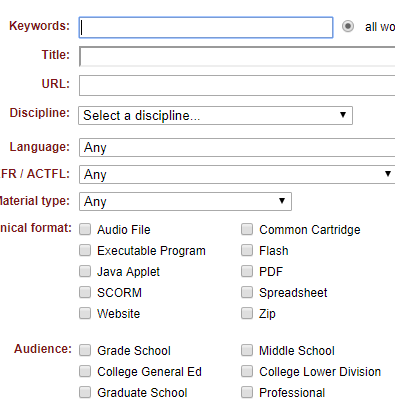 Keywords: all wo
Title:
URL:
Discipline: Select a discipline...
Language: Any
FR / ACTFL: Any
Material type: Any
nical format: Audio File Common Cartridge
Executable Program Flash
Java Applet PDF
SCORM Spreadsheet
Website Zip
Audience: Grade School Middle School
College General Ed College Lower Division
Graduate School Professional